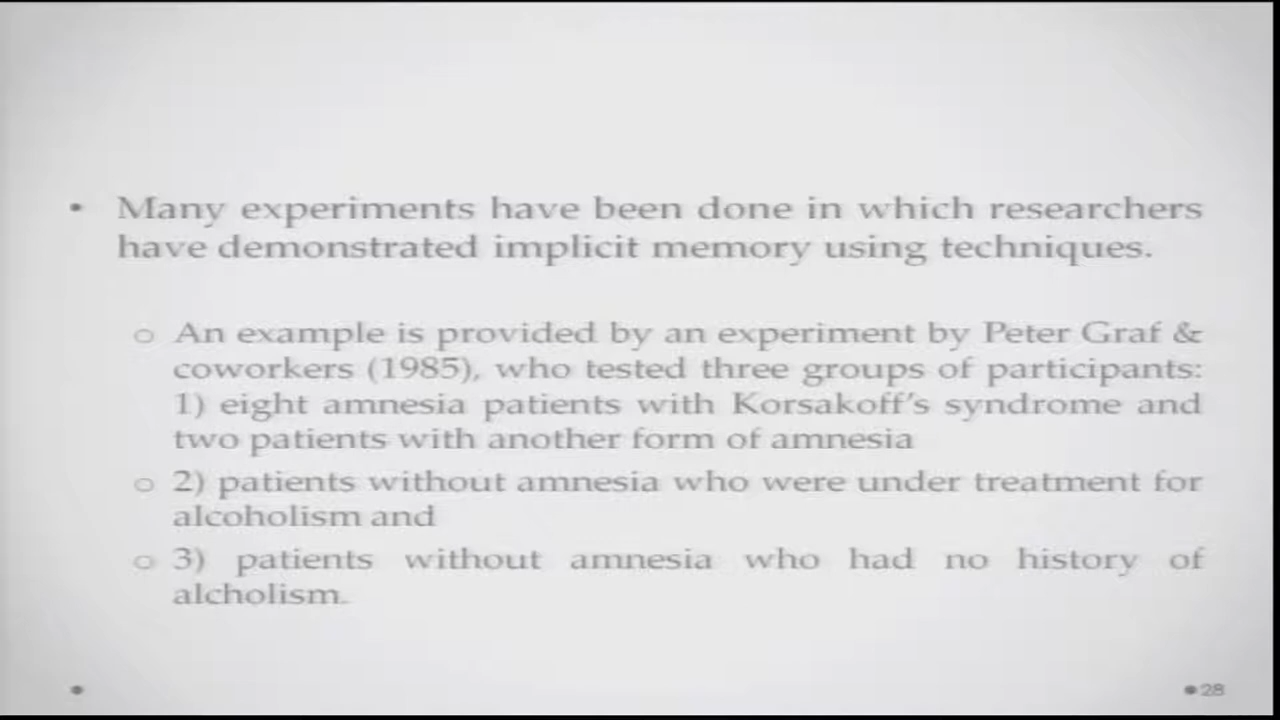 • Many experiments have been done in which researchers
have demonstrated implicit memory using techniques.
o An example is provided by an experiment by Peter Graf &
coworkers (1985), who tested three groups of participants:
1) eight amnesia patients with Korsakoff's syndrome and
two patients with another form of amnesia
o 2) patients without amnesia who were under treatment for
alcoholism and
o 3) patients without amnesia who had no history of
alcholism.
• 28